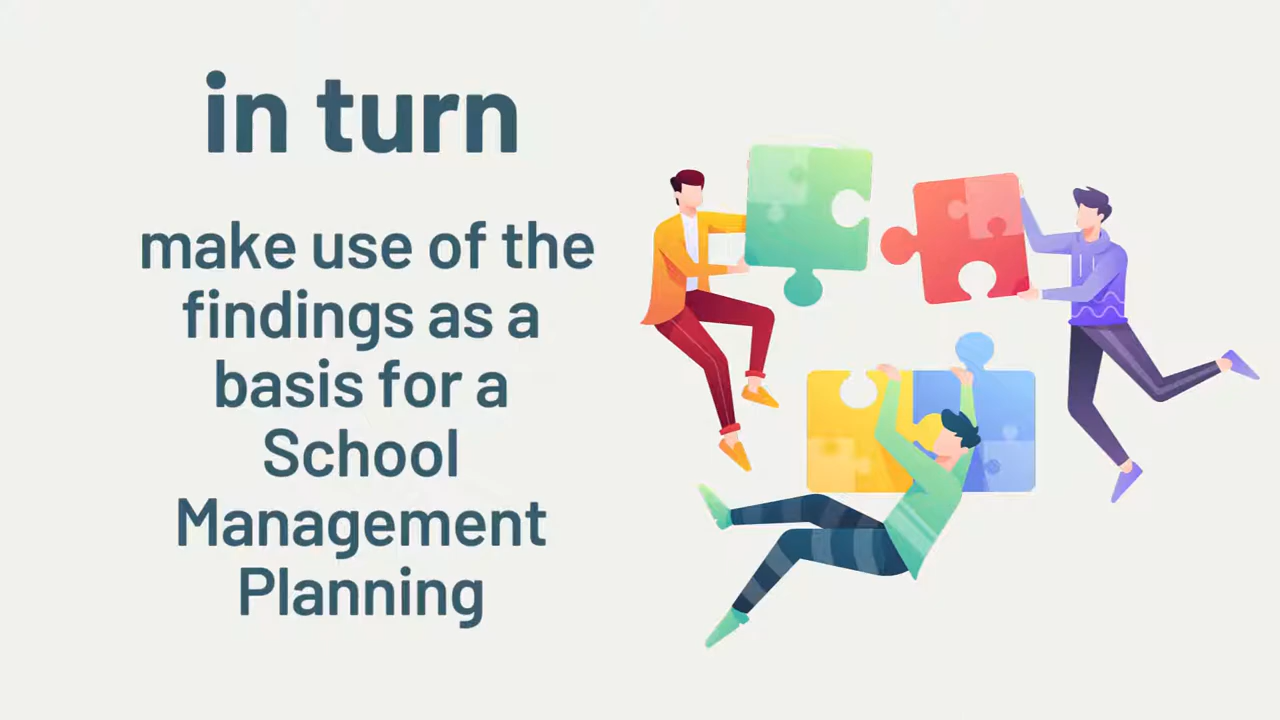 in turn
make use of the
findings as a
basis for a
School
Management
Planning